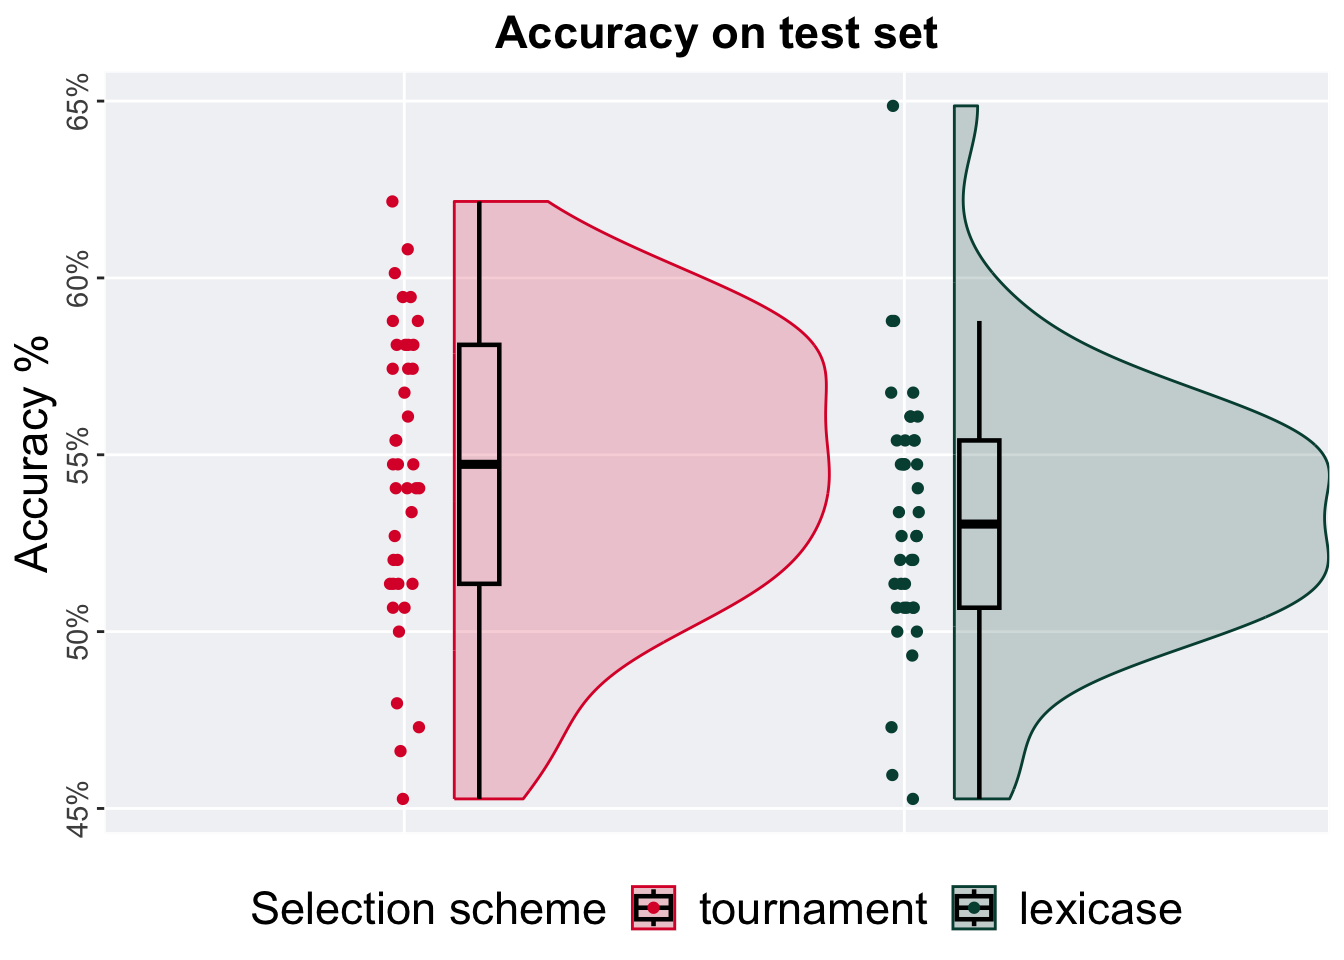 Accuracy on test set
65%
60%
55%
50%
45%
Accuracy %
Selection scheme tournament lexicase